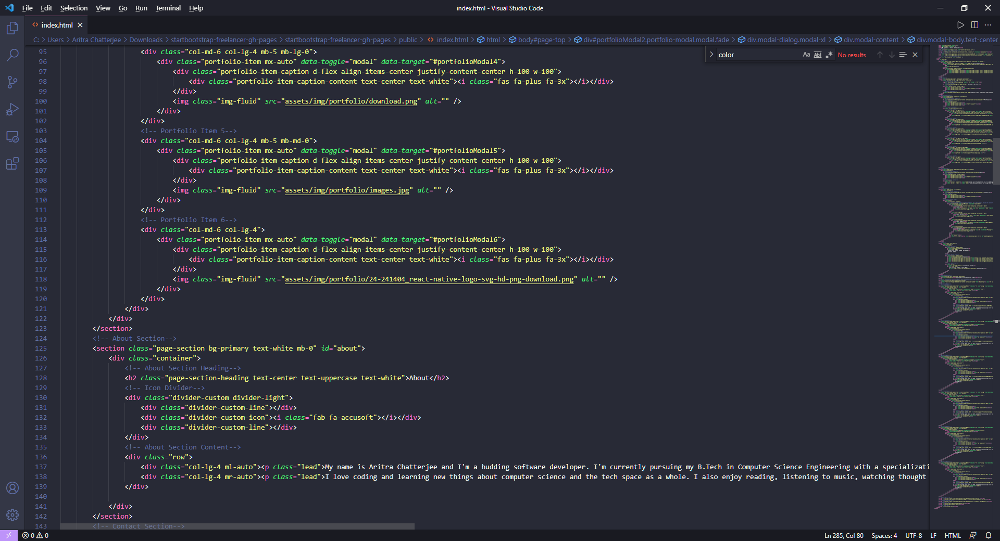 File Edit Selection View Go Run Terminal Help
index.html - Visual Studio Code
index.html
C: > Users > Aritra Chatterjee > Downloads > startbootstrap-freelancer-gh-pages > startbootstrap-freelancer-gh-pages > public > index.html > html > body#page-top > div#portfolioModal2.portfolio-modal.modal.fade > div.modal-dialog.modal-xl > div.modal-content > div.modal-body.text-center
color Aa Abl .* No results
95 <div class="col-md-6 col-lg-4 mb-5 mb-lg-0">
96 <div class="portfolio-item mx-auto" data-toggle="modal" data-target="#portfolioModal4">
97 <div class="portfolio-item-caption d-flex align-items-center justify-content-center h-100 w-100">
98 <div class="portfolio-item-caption-content text-center text-white"><i class="fas fa-plus fa-3x"></i></div>
99 </div>
100 <img class="img-fluid" src="assets/img/portfolio/download.png" alt="" />
101 </div>
102 </div>
103 <!-- Portfolio Item 5-->
104 <div class="col-md-6 col-lg-4 mb-5 mb-md-0">
105 <div class="portfolio-item mx-auto" data-toggle="modal" data-target="#portfolioModal5">
106 <div class="portfolio-item-caption d-flex align-items-center justify-content-center h-100 w-100">
107 <div class="portfolio-item-caption-content text-center text-white"><i class="fas fa-plus fa-3x"></i></div>
108 </div>
109 <img class="img-fluid" src="assets/img/portfolio/images.jpg" alt="" />
110 </div>
111 </div>
112 <!-- Portfolio Item 6-->
113 <div class="col-md-6 col-lg-4">
114 <div class="portfolio-item mx-auto" data-toggle="modal" data-target="#portfolioModal6">
115 <div class="portfolio-item-caption d-flex align-items-center justify-content-center h-100 w-100">
116 <div class="portfolio-item-caption-content text-center text-white"><i class="fas fa-plus fa-3x"></i></div>
117 </div>
118 <img class="img-fluid" src="assets/img/portfolio/24-241404_react-native-logo-svg-hd-png-download.png" alt="" />
119 </div>
120 </div>
121 </div>
122 </div>
123 </section>
124 <!-- About Section-->
125 <section class="page-section bg-primary text-white mb-0" id="about">
126 <div class="container">
127 <!-- About Section Heading-->
128 <h2 class="page-section-heading text-center text-uppercase text-white">About</h2>
129 <!-- Icon Divider-->
130 <div class="divider-custom divider-light">
131 <div class="divider-custom-line"></div>
132 <div class="divider-custom-icon"><i class="fab fa-accusoft"></i></div>
133 <div class="divider-custom-line"></div>
134 </div>
135 <!-- About Section Content-->
136 <div class="row">
137 <div class="col-lg-4 ml-auto"><p class="lead">My name is Aritra Chatterjee and I'm a budding software developer. I'm currently pursuing my B.Tech in Computer Science Engineering with a specializati
138 <div class="col-lg-4 mr-auto"><p class="lead">I love coding and learning new things about computer science and the tech space as a whole. I also enjoy reading, listening to music, watching thought
139 </div>
140
141 </div>
142 </section>
143 <!-- Contact Section-->
0 0
Ln 285, Col 80 Spaces: 4 UTF-8 LF HTML